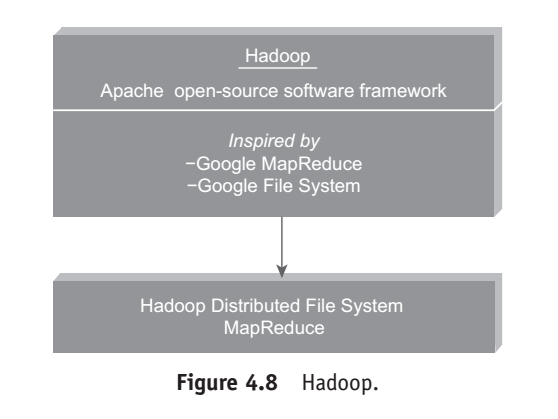 Hadoop
Apache open-source software framework
Inspired by
−Google MapReduce
−Google File System
Hadoop Distributed File System
MapReduce
Figure 4.8 Hadoop.